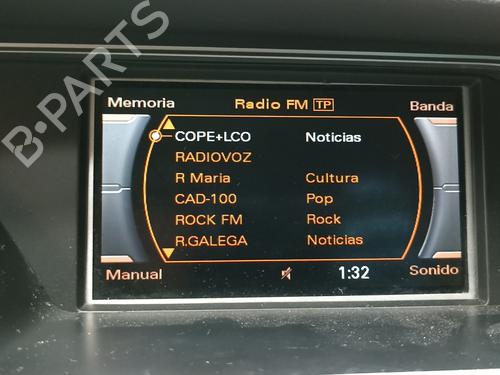 B-PARTS
Memoria
Radio FM TP
Banda
COPE+LCO Noticias
RADIOVOZ
R Maria Cultura
CAD-100 Pop
ROCK FM Rock
R.GALEGA Noticias
Manual
1:32
Sonido